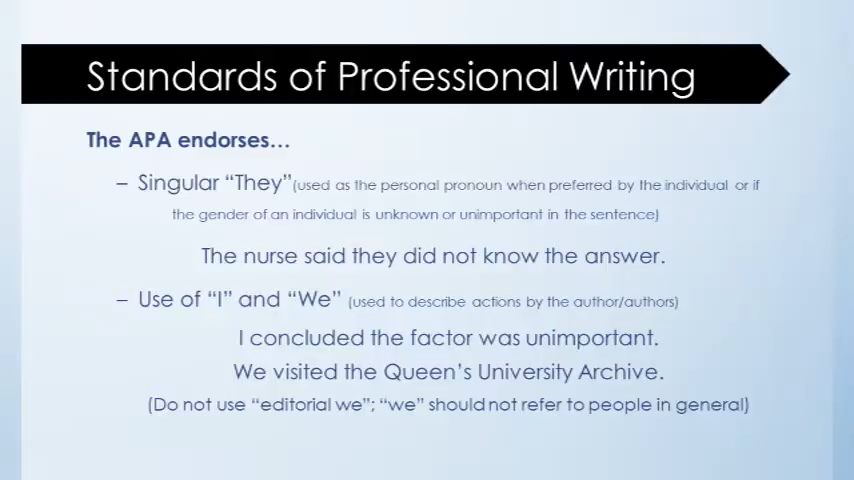 Standards of Professional Writing
The APA endorses…
– Singular “They”(used as the personal pronoun when preferred by the individual or if
the gender of an individual is unknown or unimportant in the sentence)
The nurse said they did not know the answer.
– Use of “I” and “We” (used to describe actions by the author/authors)
I concluded the factor was unimportant.
We visited the Queen’s University Archive.
(Do not use “editorial we”; “we” should not refer to people in general)